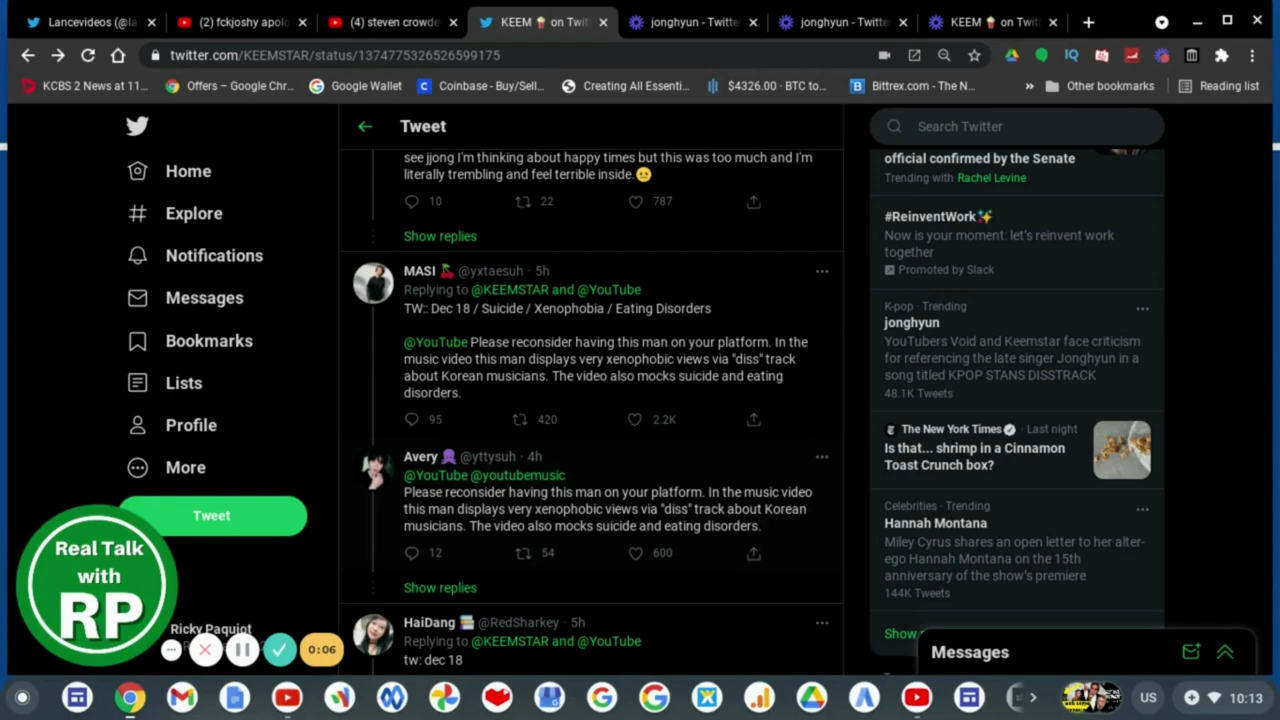 Lancevideos (@la
(2) fckjoshy apolo
(4) steven crowde
KEEM 🍿 on Twit
jonghyun - Twitte
jonghyun - Twitte
KEEM 🍿 on Twit
twitter.com/KEEMSTAR/status/1374775326526599175
KCBS 2 News at 11...
Offers – Google Chr...
Google Wallet
Coinbase - Buy/Sell...
Creating All Essenti...
$4326.00 · BTC to...
Bittrex.com - The N...
»
Other bookmarks
Reading list
Home
Explore
Notifications
Messages
Bookmarks
Lists
Profile
More
Tweet
Real Talk
with
RP
Ricky Paquiot
0:06
Tweet
see jjong I'm thinking about happy times but this was too much and I'm
literally trembling and feel terrible inside.😐
10 22 787
Show replies
MASI 🍒 @yxtaesuh · 5h
Replying to @KEEMSTAR and @YouTube
TW:: Dec 18 / Suicide / Xenophobia / Eating Disorders
@YouTube Please reconsider having this man on your platform. In the
music video this man displays very xenophobic views via "diss" track
about Korean musicians. The video also mocks suicide and eating
disorders.
95 420 2.2K
Avery 🐙 @yttysuh · 4h
@YouTube @youtubemusic
Please reconsider having this man on your platform. In the music video
this man displays very xenophobic views via "diss" track about Korean
musicians. The video also mocks suicide and eating disorders.
12 54 600
Show replies
HaiDang 📚 @RedSharkey · 5h
Replying to @KEEMSTAR and @YouTube
tw: dec 18
Search Twitter
official confirmed by the Senate
Trending with Rachel Levine
#ReinventWork✨
Now is your moment: let's reinvent work
together
Promoted by Slack
K-pop · Trending
jonghyun
YouTubers Void and Keemstar face criticism
for referencing the late singer Jonghyun in a
song titled KPOP STANS DISSTRACK
48.1K Tweets
The New York Times · Last night
Is that... shrimp in a Cinnamon
Toast Crunch box?
Celebrities · Trending
Hannah Montana
Miley Cyrus shares an open letter to her alter-
ego Hannah Montana on the 15th
anniversary of the show's premiere
144K Tweets
Show
Messages
US
10:13